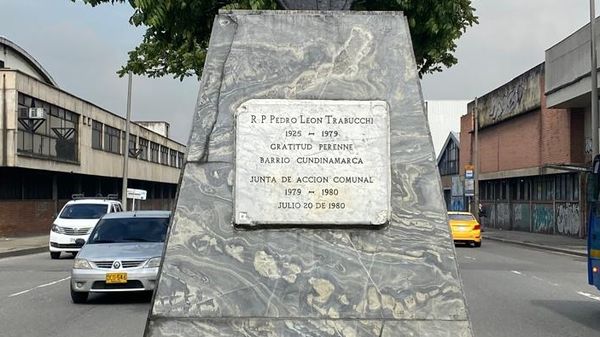 R P PEDRO LEON TRABUCCHI
1925 - 1979
GRATITUD PERENNE
BARRIO CUNDINAMARCA
JUNTA DE ACCION COMUNAL
1979 - 1980
JULIO 20 DE 1980